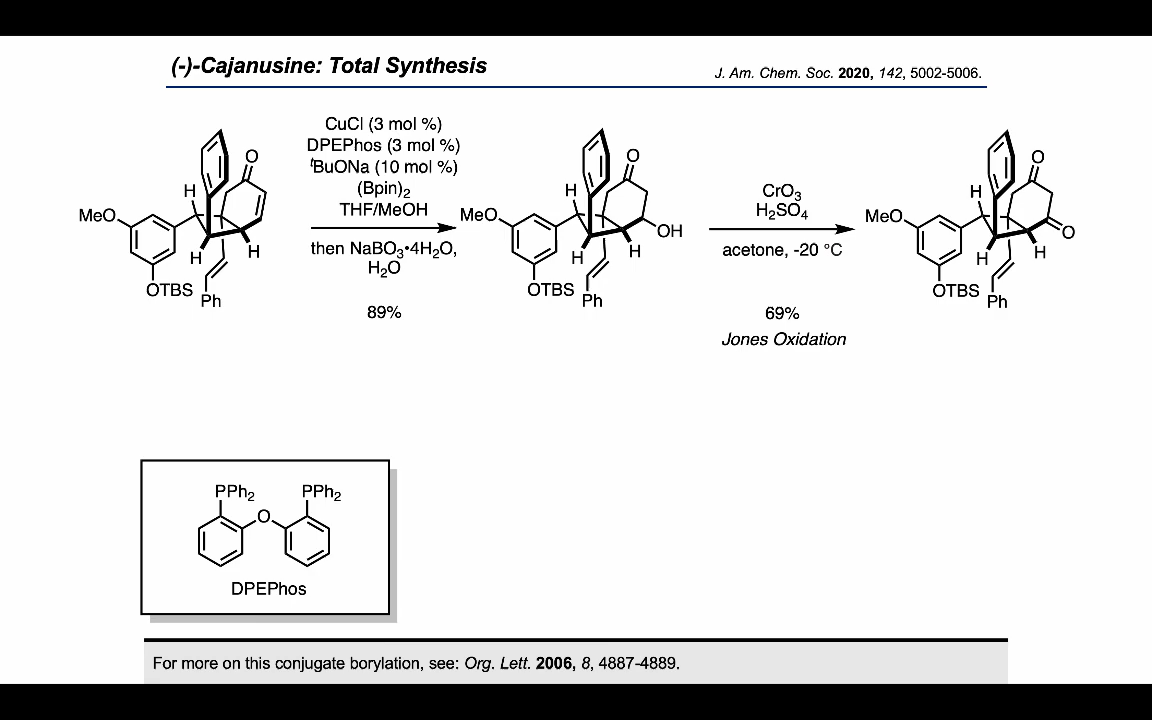 (-)-Cajanusine: Total Synthesis
J. Am. Chem. Soc. 2020, 142, 5002-5006.
CuCl (3 mol %)
DPEPhos (3 mol %)
tBuONa (10 mol %)
(Bpin)2
THF/MeOH
then NaBO3•4H2O,
H2O
89%
CrO3
H2SO4
acetone, -20 °C
69%
Jones Oxidation
O
H
MeO
H
H
OTBS
Ph
O
H
MeO
OH
H
H
OTBS
Ph
O
H
MeO
O
H
H
OTBS
Ph
PPh2
PPh2
O
DPEPhos
For more on this conjugate borylation, see: Org. Lett. 2006, 8, 4887-4889.